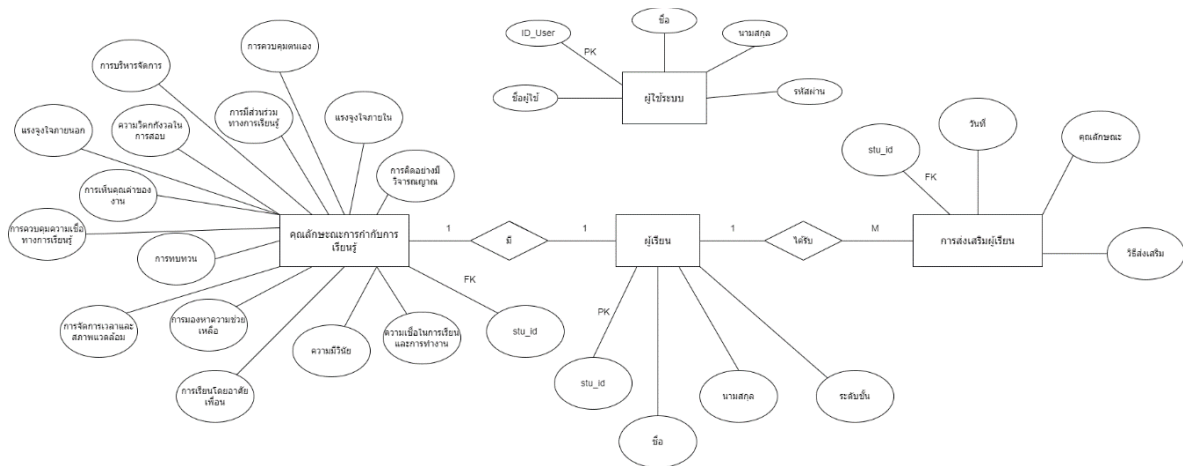 ชื่อ
ID_User
นามสกุล
PK
การควบคุมตนเอง
การบริหารจัดการ
ผู้ใช้ระบบ
ชื่อผู้ใช้
รหัสผ่าน
การมีส่วนร่วม
ทางการเรียนรู้
แรงจูงใจภายใน
แรงจูงใจภายนอก
ความวิตกกังวลใน
การสอบ
วันที่
คุณลักษณะ
stu_id
FK
การคิดอย่างมี
วิจารณญาณ
การเห็นคุณค่าของ
งาน
การควบคุมความเชื่อ
ทางการเรียนรู้
คุณลักษะณะการกำกับการ
เรียนรู้
1
มี
1
ผู้เรียน
1
ได้รับ
M
การส่งเสริมผู้เรียน
การทบทวน
วิธีส่งเสริม
FK
PK
การจัดการเวลาและ
สภาพแวดล้อม
การมองหาความช่วย
เหลือ
ความมีวินัย
ความเชื่อในการเรียน
และการทำงาน
stu_id
การเรียนโดยอาศัย
เพื่อน
stu_id
นามสกุล
ระดับชั้น
ชื่อ